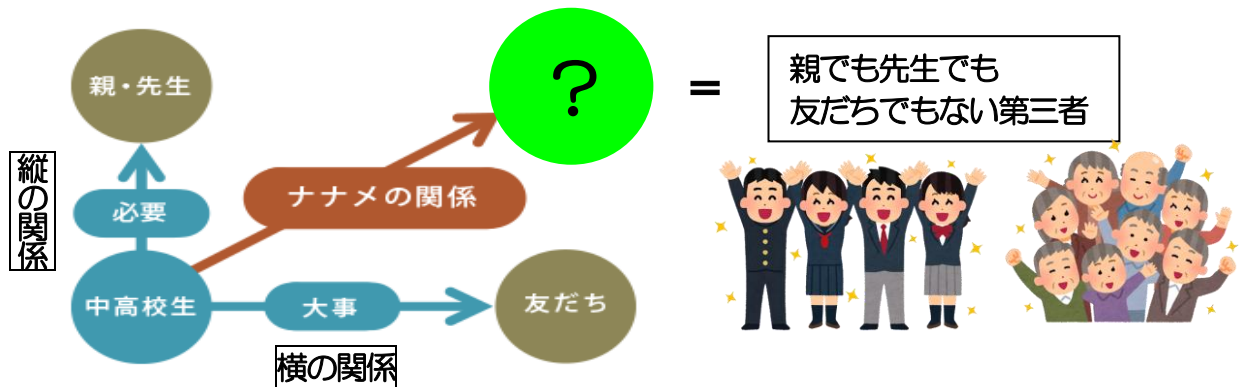 親・先生
?
=
親でも先生でも
友だちでもない第三者
縦の関係
必要
ナナメの関係
中高校生
大事
友だち
横の関係